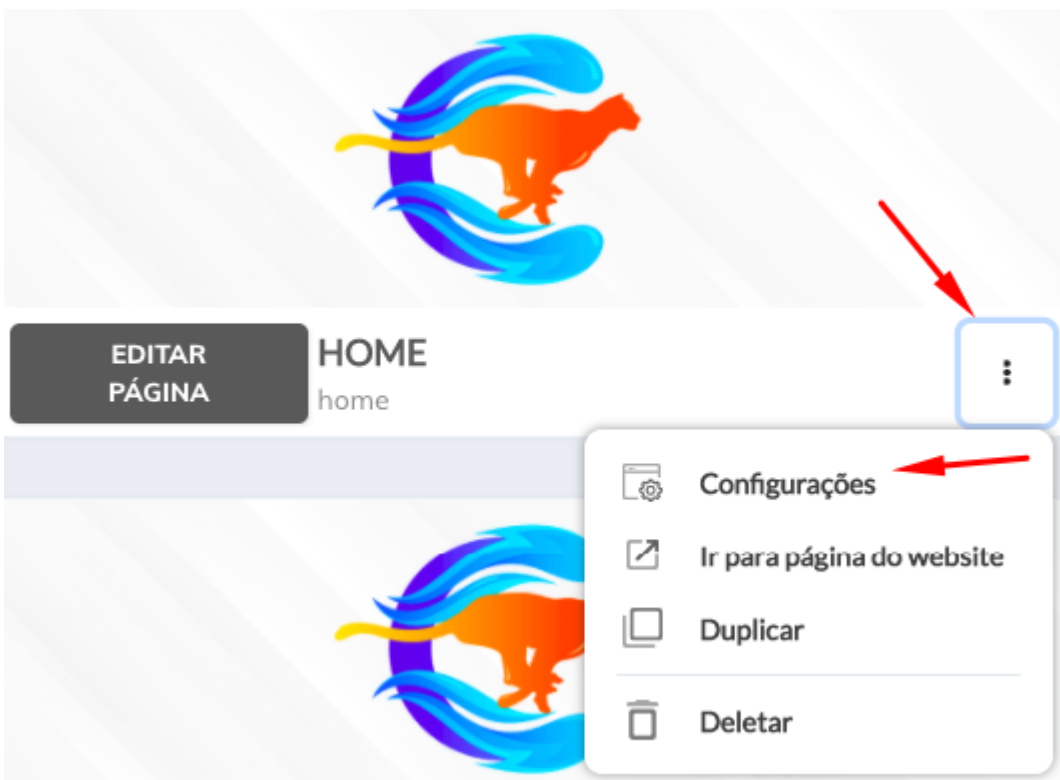 EDITAR
PÁGINA
HOME
home
Configurações
Ir para página do website
Duplicar
Deletar